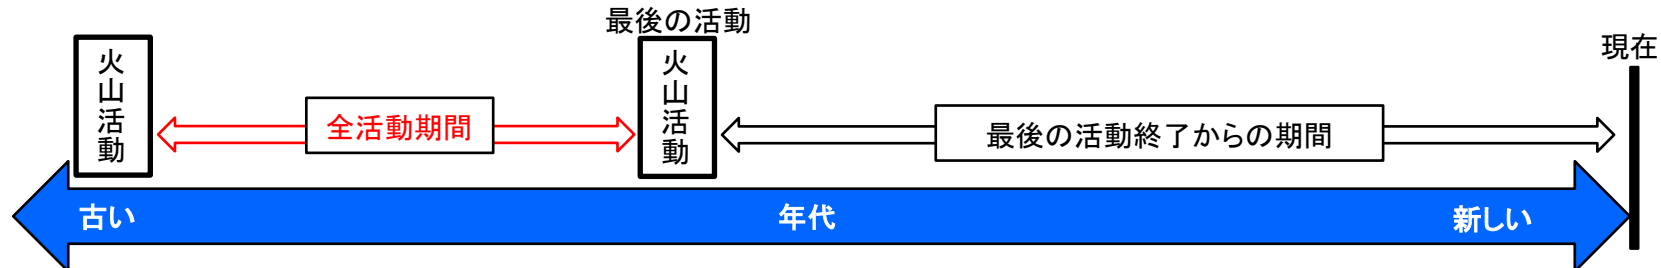 最後の活動
現在
火山活動
全活動期間
火山活動
最後の活動終了からの期間
古い
年代
新しい